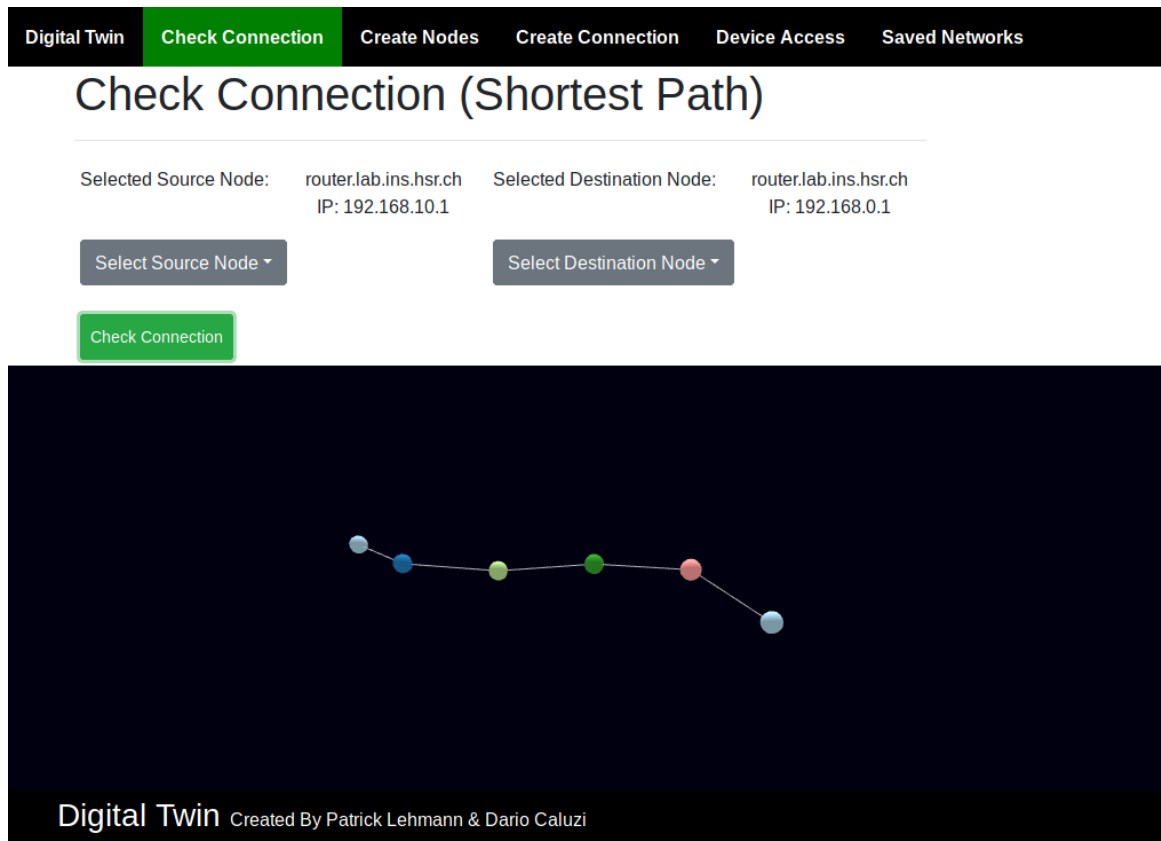 Digital Twin Check Connection Create Nodes Create Connection Device Access Saved Networks
Check Connection (Shortest Path)
Selected Source Node: router.lab.ins.hsr.ch Selected Destination Node: router.lab.ins.hsr.ch
IP: 192.168.10.1 IP: 192.168.0.1
Select Source Node Select Destination Node
Check Connection
Digital Twin Created By Patrick Lehmann & Dario Caluzi